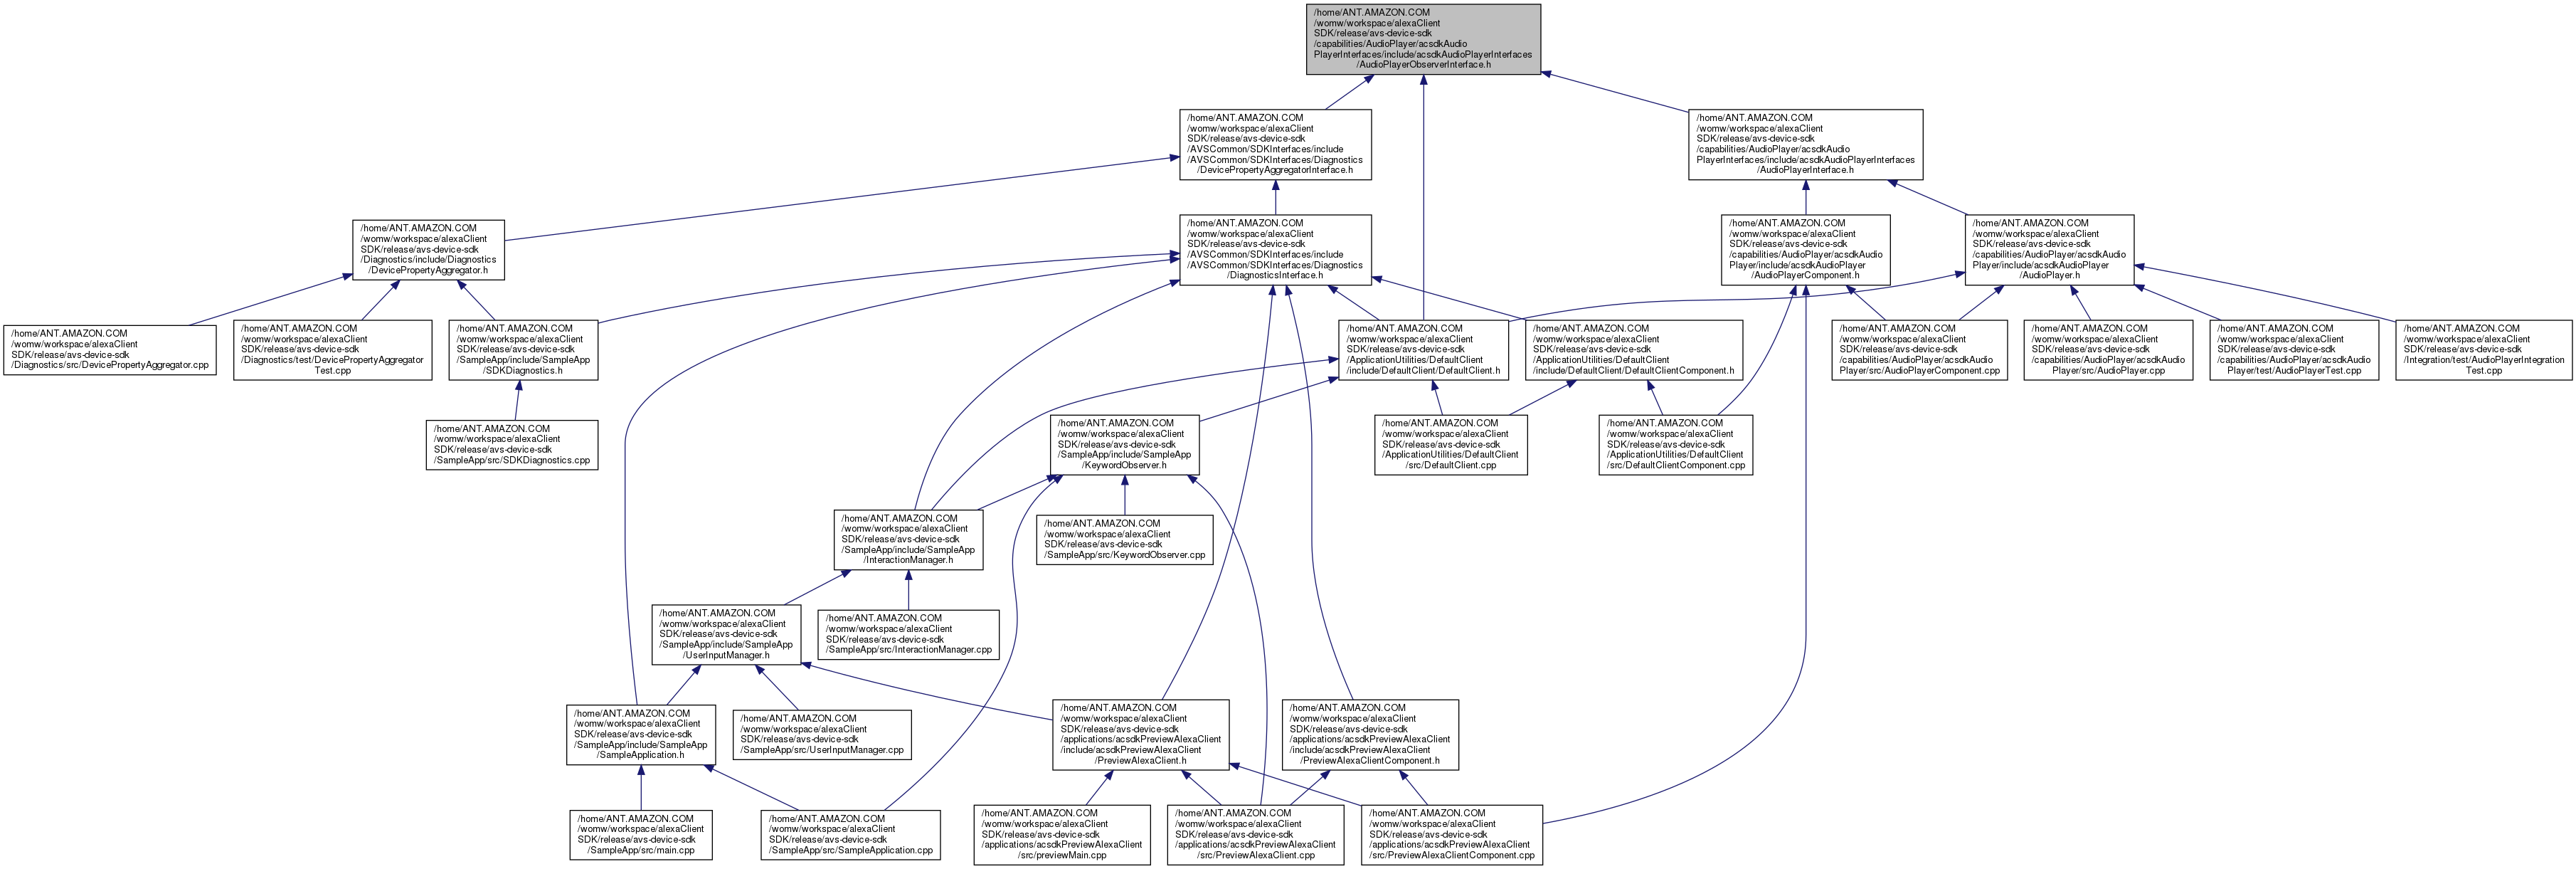 /home/ANT.AMAZON.COM
/womw/workspace/alexaClient
SDK/release/avs-device-sdk
/capabilities/AudioPlayer/acsdkAudio
PlayerInterfaces/include/acsdkAudioPlayerInterfaces
/AudioPlayerObserverInterface.h
/home/ANT.AMAZON.COM
/womw/workspace/alexaClient
SDK/release/avs-device-sdk
/AVSCommon/SDKInterfaces/include
/AVSCommon/SDKInterfaces/Diagnostics
/DevicePropertyAggregatorInterface.h
/home/ANT.AMAZON.COM
/womw/workspace/alexaClient
SDK/release/avs-device-sdk
/capabilities/AudioPlayer/acsdkAudio
PlayerInterfaces/include/acsdkAudioPlayerInterfaces
/AudioPlayerInterface.h
/home/ANT.AMAZON.COM
/womw/workspace/alexaClient
SDK/release/avs-device-sdk
/Diagnostics/include/Diagnostics
/DevicePropertyAggregator.h
/home/ANT.AMAZON.COM
/womw/workspace/alexaClient
SDK/release/avs-device-sdk
/AVSCommon/SDKInterfaces/include
/AVSCommon/SDKInterfaces/Diagnostics
/DiagnosticsInterface.h
/home/ANT.AMAZON.COM
/womw/workspace/alexaClient
SDK/release/avs-device-sdk
/capabilities/AudioPlayer/acsdkAudio
Player/include/acsdkAudioPlayer
/AudioPlayerComponent.h
/home/ANT.AMAZON.COM
/womw/workspace/alexaClient
SDK/release/avs-device-sdk
/capabilities/AudioPlayer/acsdkAudio
Player/include/acsdkAudioPlayer
/AudioPlayer.h
/home/ANT.AMAZON.COM
/womw/workspace/alexaClient
SDK/release/avs-device-sdk
/Diagnostics/src/DevicePropertyAggregator.cpp
/home/ANT.AMAZON.COM
/womw/workspace/alexaClient
SDK/release/avs-device-sdk
/Diagnostics/test/DevicePropertyAggregator
Test.cpp
/home/ANT.AMAZON.COM
/womw/workspace/alexaClient
SDK/release/avs-device-sdk
/SampleApp/include/SampleApp
/SDKDiagnostics.h
/home/ANT.AMAZON.COM
/womw/workspace/alexaClient
SDK/release/avs-device-sdk
/ApplicationUtilities/DefaultClient
/include/DefaultClient/DefaultClient.h
/home/ANT.AMAZON.COM
/womw/workspace/alexaClient
SDK/release/avs-device-sdk
/ApplicationUtilities/DefaultClient
/include/DefaultClient/DefaultClientComponent.h
/home/ANT.AMAZON.COM
/womw/workspace/alexaClient
SDK/release/avs-device-sdk
/capabilities/AudioPlayer/acsdkAudio
Player/src/AudioPlayerComponent.cpp
/home/ANT.AMAZON.COM
/womw/workspace/alexaClient
SDK/release/avs-device-sdk
/capabilities/AudioPlayer/acsdkAudio
Player/src/AudioPlayer.cpp
/home/ANT.AMAZON.COM
/womw/workspace/alexaClient
SDK/release/avs-device-sdk
/capabilities/AudioPlayer/acsdkAudio
Player/test/AudioPlayerTest.cpp
/home/ANT.AMAZON.COM
/womw/workspace/alexaClient
SDK/release/avs-device-sdk
/Integration/test/AudioPlayerIntegration
Test.cpp
/home/ANT.AMAZON.COM
/womw/workspace/alexaClient
SDK/release/avs-device-sdk
/SampleApp/src/SDKDiagnostics.cpp
/home/ANT.AMAZON.COM
/womw/workspace/alexaClient
SDK/release/avs-device-sdk
/SampleApp/include/SampleApp
/KeywordObserver.h
/home/ANT.AMAZON.COM
/womw/workspace/alexaClient
SDK/release/avs-device-sdk
/ApplicationUtilities/DefaultClient
/src/DefaultClient.cpp
/home/ANT.AMAZON.COM
/womw/workspace/alexaClient
SDK/release/avs-device-sdk
/ApplicationUtilities/DefaultClient
/src/DefaultClientComponent.cpp
/home/ANT.AMAZON.COM
/womw/workspace/alexaClient
SDK/release/avs-device-sdk
/SampleApp/include/SampleApp
/InteractionManager.h
/home/ANT.AMAZON.COM
/womw/workspace/alexaClient
SDK/release/avs-device-sdk
/SampleApp/src/KeywordObserver.cpp
/home/ANT.AMAZON.COM
/womw/workspace/alexaClient
SDK/release/avs-device-sdk
/SampleApp/include/SampleApp
/UserInputManager.h
/home/ANT.AMAZON.COM
/womw/workspace/alexaClient
SDK/release/avs-device-sdk
/SampleApp/src/InteractionManager.cpp
/home/ANT.AMAZON.COM
/womw/workspace/alexaClient
SDK/release/avs-device-sdk
/SampleApp/include/SampleApp
/SampleApplication.h
/home/ANT.AMAZON.COM
/womw/workspace/alexaClient
SDK/release/avs-device-sdk
/SampleApp/src/UserInputManager.cpp
/home/ANT.AMAZON.COM
/womw/workspace/alexaClient
SDK/release/avs-device-sdk
/applications/acsdkPreviewAlexaClient
/include/acsdkPreviewAlexaClient
/PreviewAlexaClient.h
/home/ANT.AMAZON.COM
/womw/workspace/alexaClient
SDK/release/avs-device-sdk
/applications/acsdkPreviewAlexaClient
/include/acsdkPreviewAlexaClient
/PreviewAlexaClientComponent.h
/home/ANT.AMAZON.COM
/womw/workspace/alexaClient
SDK/release/avs-device-sdk
/SampleApp/src/main.cpp
/home/ANT.AMAZON.COM
/womw/workspace/alexaClient
SDK/release/avs-device-sdk
/SampleApp/src/SampleApplication.cpp
/home/ANT.AMAZON.COM
/womw/workspace/alexaClient
SDK/release/avs-device-sdk
/applications/acsdkPreviewAlexaClient
/src/previewMain.cpp
/home/ANT.AMAZON.COM
/womw/workspace/alexaClient
SDK/release/avs-device-sdk
/applications/acsdkPreviewAlexaClient
/src/PreviewAlexaClient.cpp
/home/ANT.AMAZON.COM
/womw/workspace/alexaClient
SDK/release/avs-device-sdk
/applications/acsdkPreviewAlexaClient
/src/PreviewAlexaClientComponent.cpp